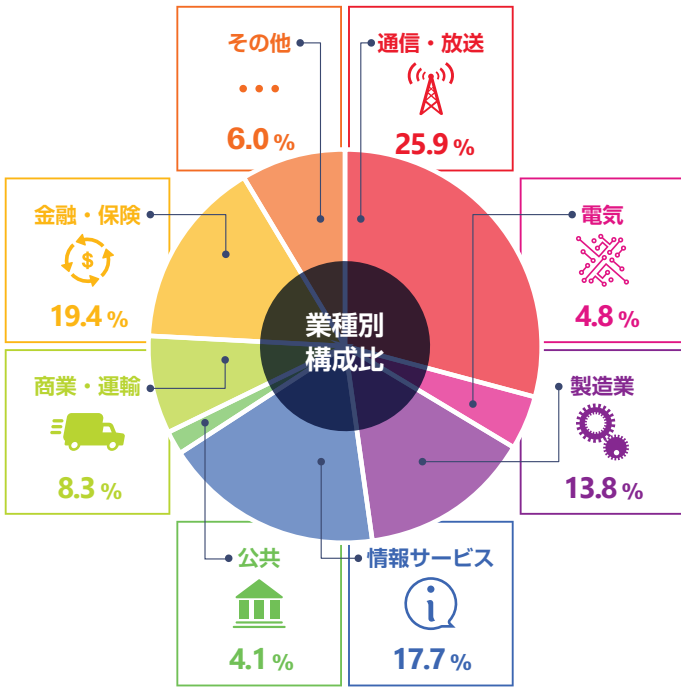 その他
6.0 %
通信・放送
25.9 %
金融・保険
$
19.4 %
電気
4.8 %
業種別
構成比
商業・運輸
8.3 %
製造業
13.8 %
公共
4.1 %
情報サービス
i
17.7 %